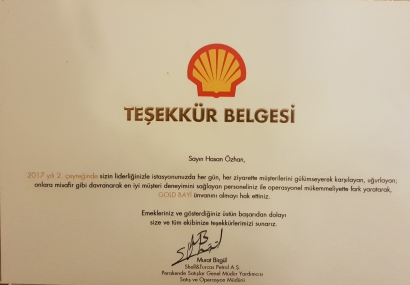 TEŞEKKÜR BELGESİ
Sayın Hasan Özhan,
2017 yılı 2. çeyreğinde sizin liderliğinizle istasyonumuzda her gün, her ziyarette müşterilerini gülümseyerek karşılayan, uğurlayan;
onlara misafir gibi davranarak en iyi müşteri deneyimini sağlayan personeliniz ile operasyonel mükemmeliyette fark yaratarak,
GOLD BAYİ ünvanını almayı hak ettiniz.
Emekleriniz ve gösterdiğiniz üstün başarıdan dolayı
size ve tüm ekibinize teşekkürlerimizi sunarız.
Murat Birgül
Shell&Turcas Petrol A.Ş.
Perakende Satışlar Genel Müdür Yardımcısı
Satış ve Operasyon Müdürü